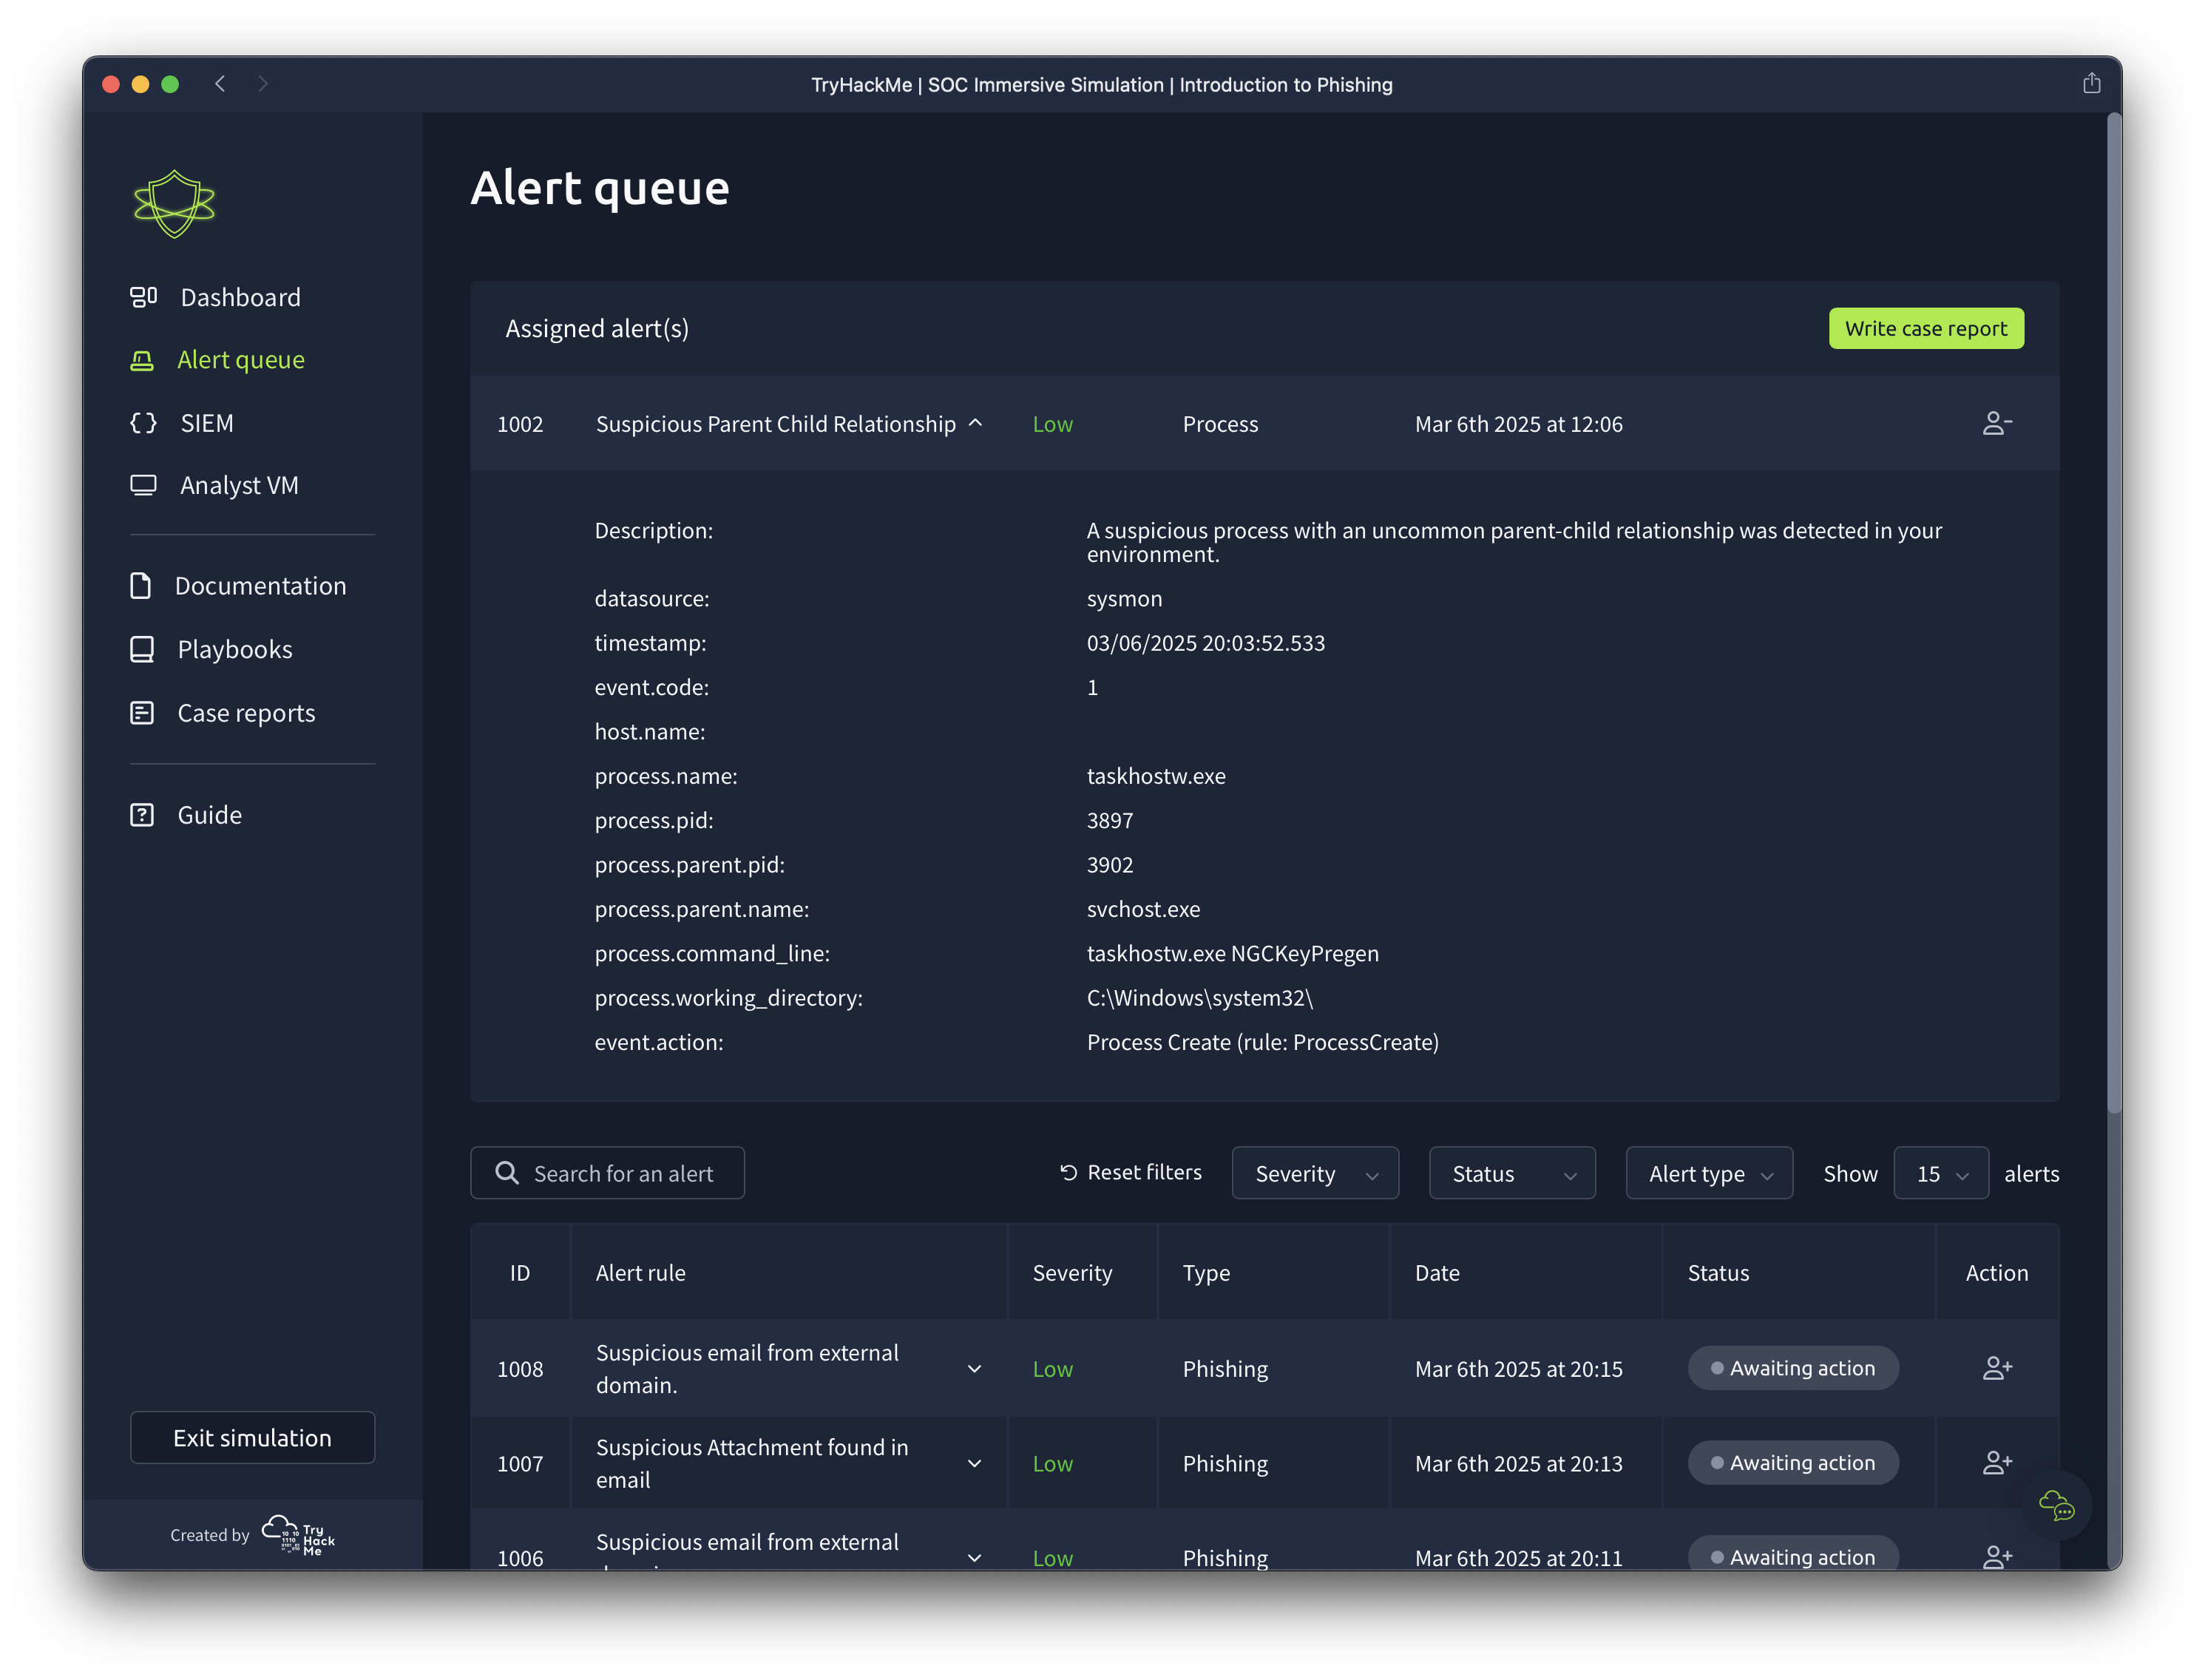 TryHackMe | SOC Immersive Simulation | Introduction to Phishing
Dashboard
Alert queue
SIEM
Analyst VM
Documentation
Playbooks
Case reports
Guide
Exit simulation
Created by
Try
Hack
Me
Alert queue
Assigned alert(s)
Write case report
1002 Suspicious Parent Child Relationship Low Process Mar 6th 2025 at 12:06
Description: A suspicious process with an uncommon parent-child relationship was detected in your
environment.
datasource: sysmon
timestamp: 03/06/2025 20:03:52.533
event.code: 1
host.name:
process.name: taskhostw.exe
process.pid: 3897
process.parent.pid: 3902
process.parent.name: svchost.exe
process.command_line: taskhostw.exe NGCKeyPregen
process.working_directory: C:\Windows\system32\
event.action: Process Create (rule: ProcessCreate)
Search for an alert Reset filters Severity Status Alert type Show 15 alerts
ID Alert rule Severity Type Date Status Action
1008 Suspicious email from external
domain. Low Phishing Mar 6th 2025 at 20:15 Awaiting action
1007 Suspicious Attachment found in
email Low Phishing Mar 6th 2025 at 20:13 Awaiting action
1006 Suspicious email from external
Low Phishing Mar 6th 2025 at 20:11 Awaiting action